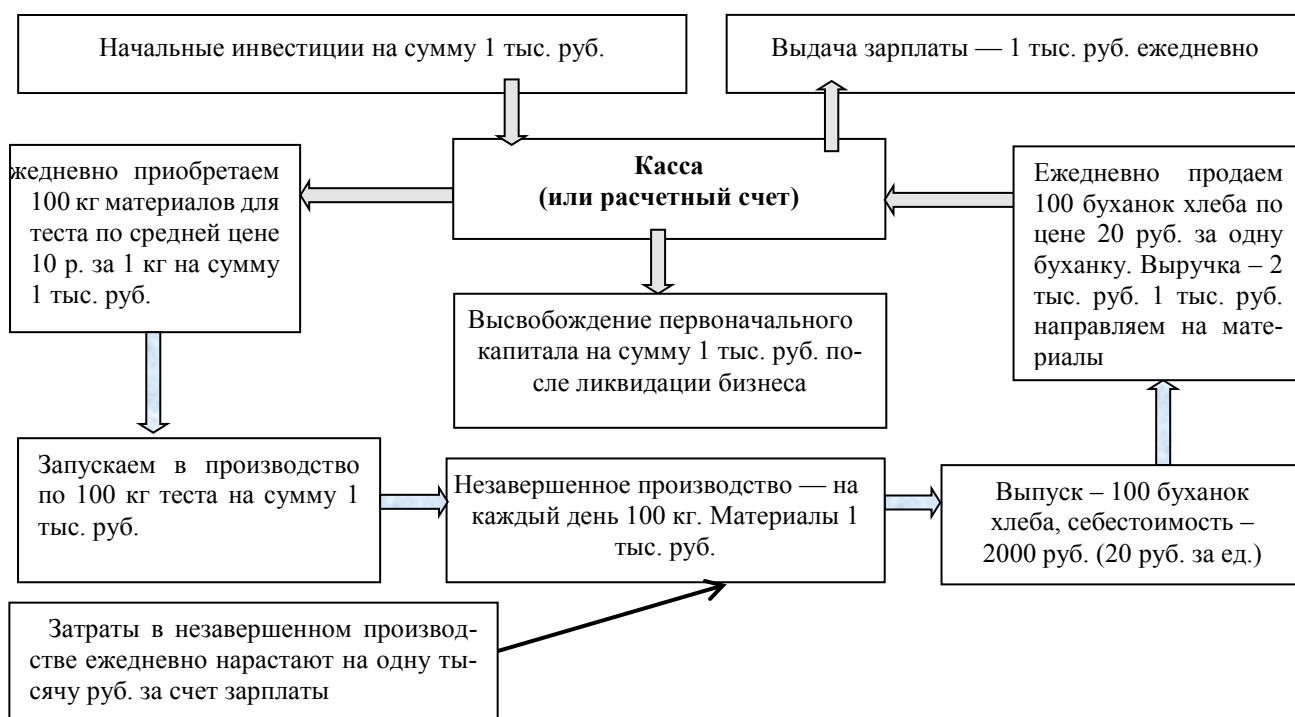 Начальные инвестиции на сумму 1 тыс. руб.
Выдача зарплаты — 1 тыс. руб. ежедневно
Касса
(или расчетный счет)
жедневно приобретаем
100 кг материалов для
теста по средней цене
10 р. за 1 кг на сумму
1 тыс. руб.
Ежедневно продаем
100 буханок хлеба по
цене 20 руб. за одну
буханку. Выручка – 2
тыс. руб. 1 тыс. руб.
направляем на мате-
риалы
Высвобождение первоначального
капитала на сумму 1 тыс. руб. по-
сле ликвидации бизнеса
Запускаем в производство
по 100 кг теста на сумму 1
тыс. руб.
Незавершенное производство — на
каждый день 100 кг. Материалы 1
тыс. руб.
Выпуск – 100 буханок
хлеба, себестоимость –
2000 руб. (20 руб. за ед.)
Затраты в незавершенном производ-
стве ежедневно нарастают на одну ты-
сячу руб. за счет зарплаты